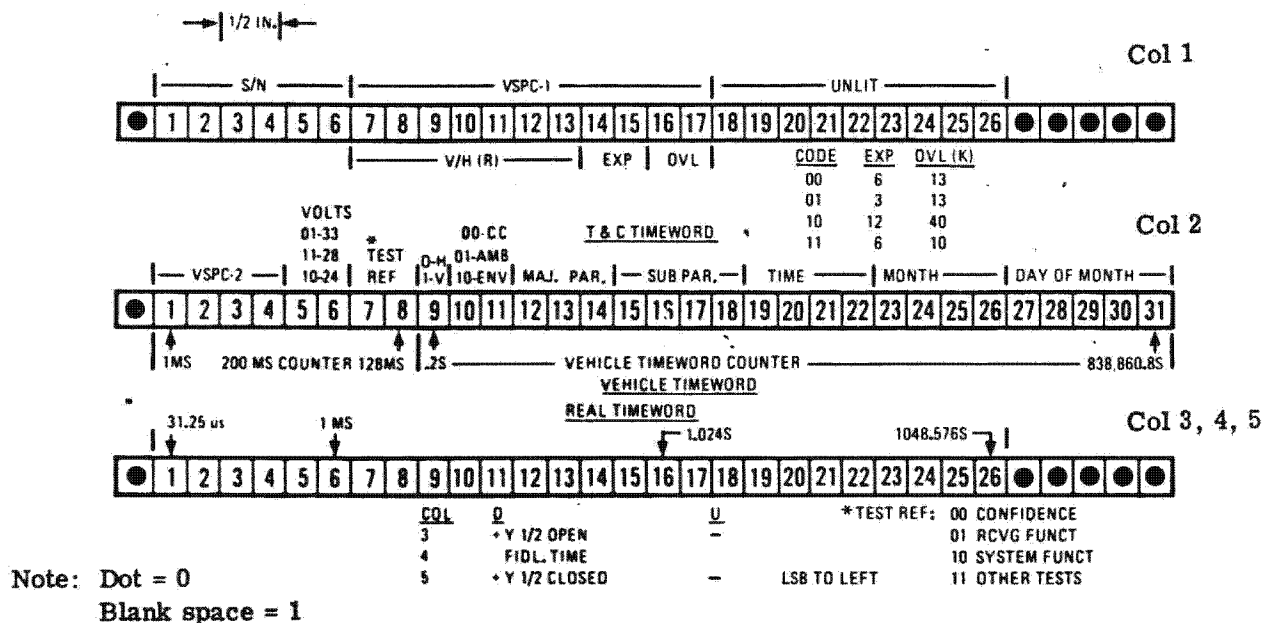 1/2 IN.
Col 1
S/N VSPC-1 UNLIT
1 2 3 4 5 6 7 8 9 10 11 12 13 14 15 16 17 18 19 20 21 22 23 24 25 26
V/H (R) EXP OVL
CODE EXP OVL (K)
00 6 13
01 3 13
10 12 40
11 6 10
Col 2
VOLTS
01-33
11-28
10-24
*
TEST
REF
O-H
1-V
00-CC
01-AMB
10-ENV
T & C TIMEWORD
VSPC-2 MAJ. PAR. SUB PAR. TIME MONTH DAY OF MONTH
1 2 3 4 5 6 7 8 9 10 11 12 13 14 15 16 17 18 19 20 21 22 23 24 25 26 27 28 29 30 31
1MS 200 MS COUNTER 128MS .2S VEHICLE TIMEWORD COUNTER 838,860.8S
VEHICLE TIMEWORD
REAL TIMEWORD
Col 3, 4, 5
31.25 us 1 MS 1.024S 1048.576S
1 2 3 4 5 6 7 8 9 10 11 12 13 14 15 16 17 18 19 20 21 22 23 24 25 26
COL D U *TEST REF: 00 CONFIDENCE
3 + Y 1/2 OPEN – 01 RCVG FUNCT
4 FIDL. TIME 10 SYSTEM FUNCT
5 + Y 1/2 CLOSED – LSB TO LEFT 11 OTHER TESTS
Note: Dot = 0
Blank space = 1